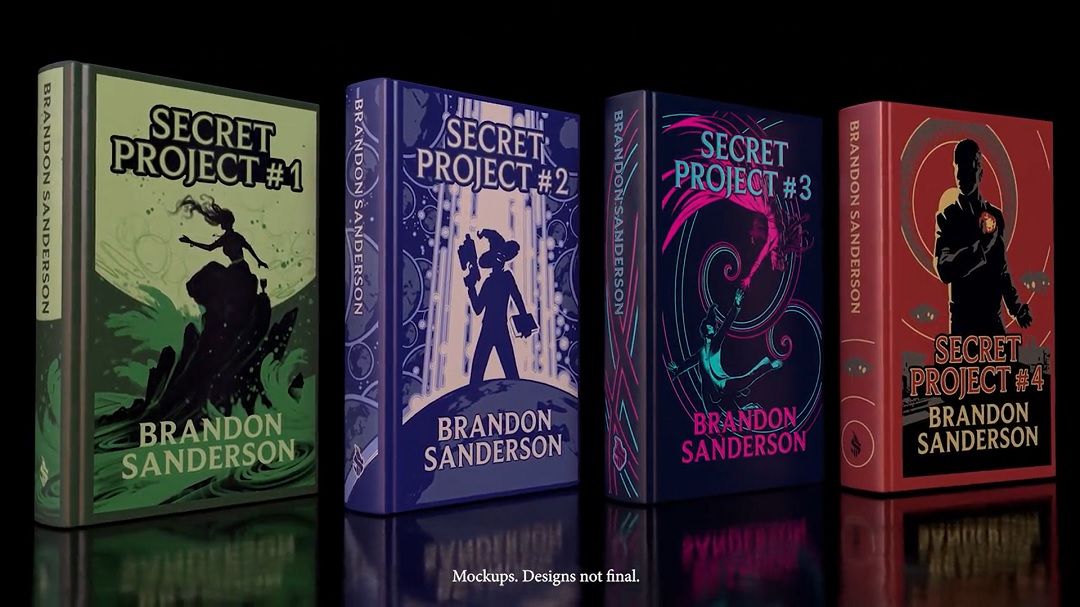 BRANDON SANDERSON
SECRET
PROJECT #1
BRANDON
SANDERSON
BRANDON SANDERSON
SECRET
PROJECT #2
BRANDON
SANDERSON
BRANDON SANDERSON
SECRET
PROJECT #3
BRANDON
SANDERSON
BRANDON SANDERSON
SECRET
PROJECT #4
BRANDON
SANDERSON
Mockups. Designs not final.